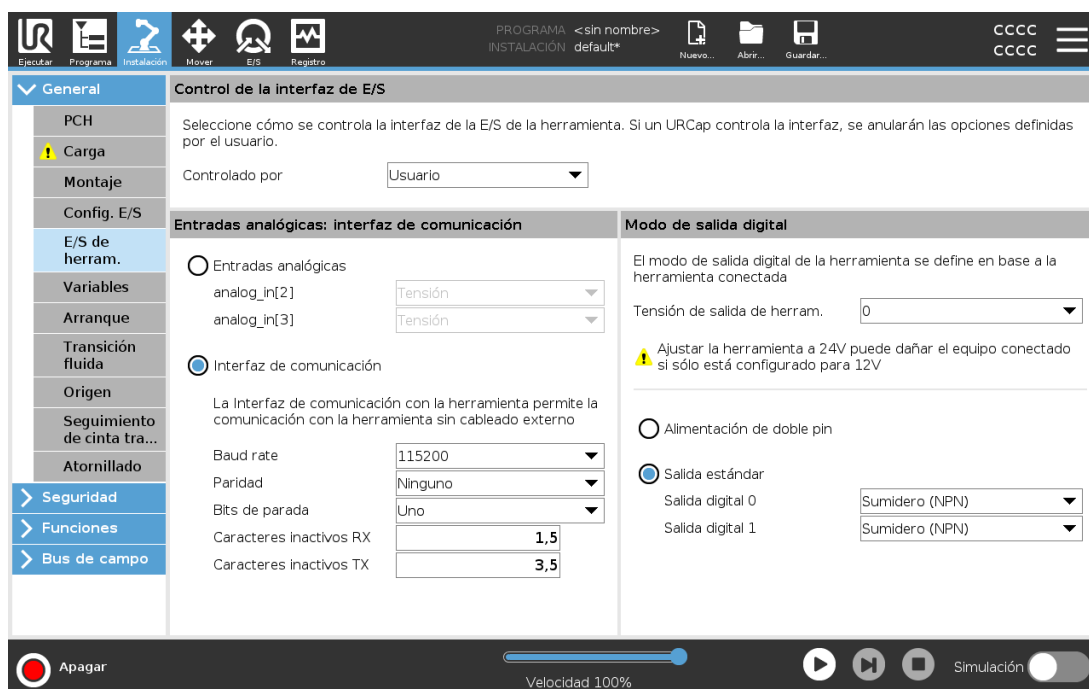 PROGRAMA <sin nombre>
INSTALACIÓN default*
CCCC
CCCC
Ejecutar Programa Instalación Mover E/S Registro Nuevo... Abrir... Guardar...
General
PCH
Carga
Montaje
Config. E/S
E/S de
herram.
Variables
Arranque
Transición
fluida
Origen
Seguimiento
de cinta tra...
Atornillado
Seguridad
Funciones
Bus de campo
Control de la interfaz de E/S
Seleccione cómo se controla la interfaz de la E/S de la herramienta. Si un URCap controla la interfaz, se anularán las opciones definidas
por el usuario.
Controlado por Usuario
Entradas analógicas: interfaz de comunicación
Entradas analógicas
analog_in[2] Tensión
analog_in[3] Tensión
Interfaz de comunicación
La Interfaz de comunicación con la herramienta permite la
comunicación con la herramienta sin cableado externo
Baud rate 115200
Paridad Ninguno
Bits de parada Uno
Caracteres inactivos RX 1,5
Caracteres inactivos TX 3,5
Modo de salida digital
El modo de salida digital de la herramienta se define en base a la
herramienta conectada
Tensión de salida de herram. 0
Ajustar la herramienta a 24V puede dañar el equipo conectado
si sólo está configurado para 12V
Alimentación de doble pin
Salida estándar
Salida digital 0 Sumidero (NPN)
Salida digital 1 Sumidero (NPN)
Apagar
Velocidad 100%
Simulación